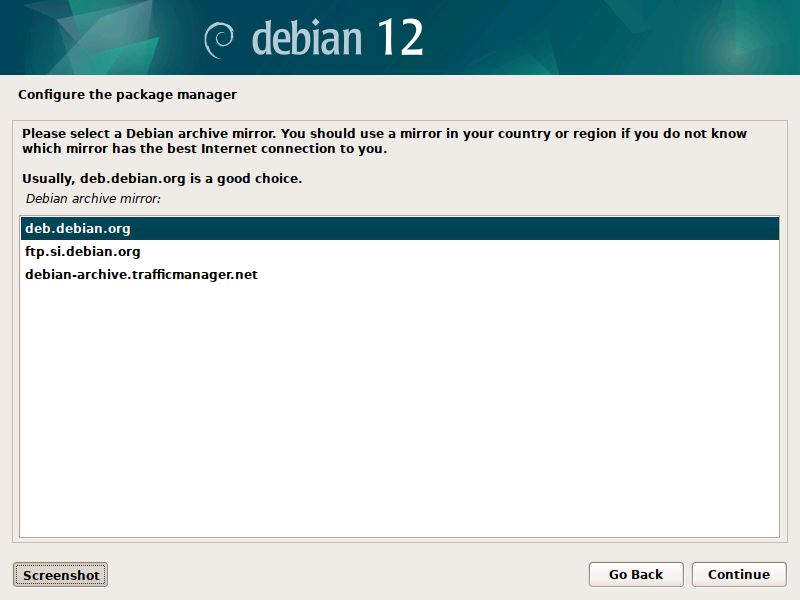 debian 12
Configure the package manager
Please select a Debian archive mirror. You should use a mirror in your country or region if you do not know
which mirror has the best Internet connection to you.
Usually, deb.debian.org is a good choice.
Debian archive mirror:
deb.debian.org
ftp.si.debian.org
debian-archive.trafficmanager.net
Screenshot
Go Back
Continue